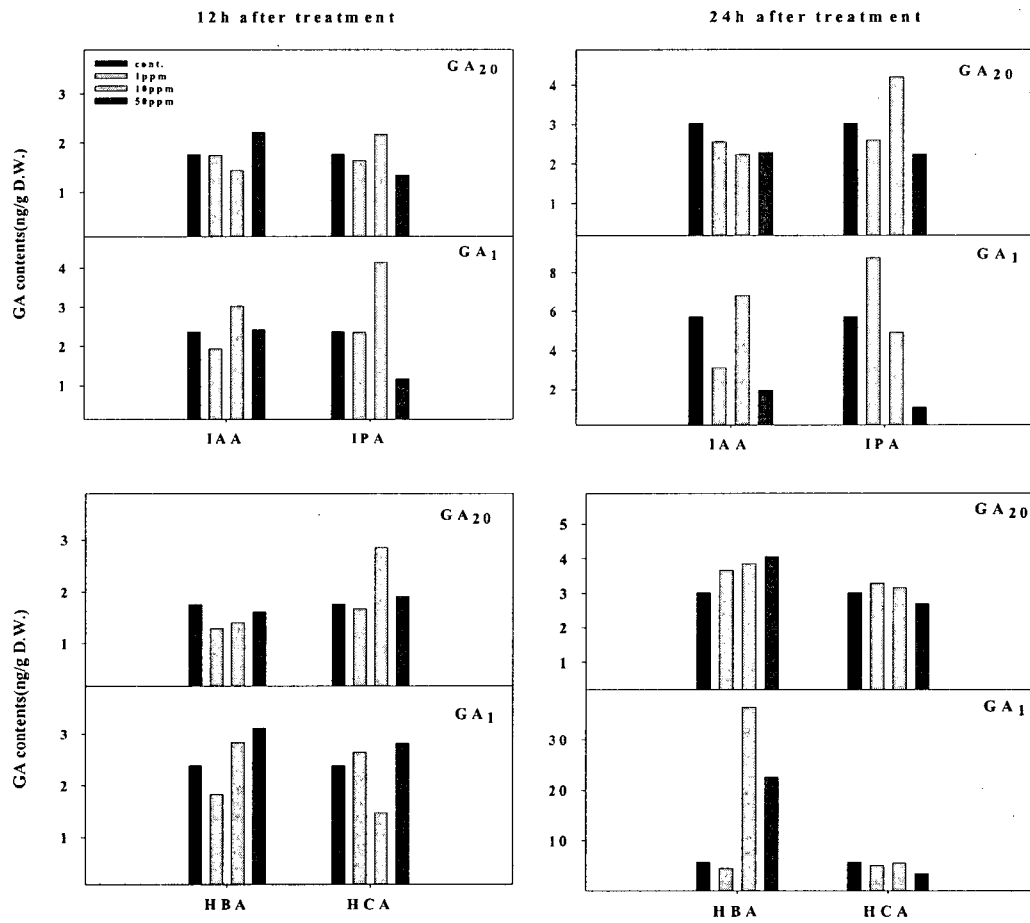 12h after treatment
24h after treatment
GA20
cont.
1ppm
10ppm
50ppm
3
2
1
GA1
4
3
2
1
IAA IPA
GA contents(ng/g D.W.)
GA20
4
3
2
1
GA1
8
6
4
2
IAA IPA
GA20
3
2
1
GA1
3
2
1
HBA HCA
GA contents(ng/g D.W.)
GA20
5
4
3
2
1
GA1
30
20
10
HBA HCA